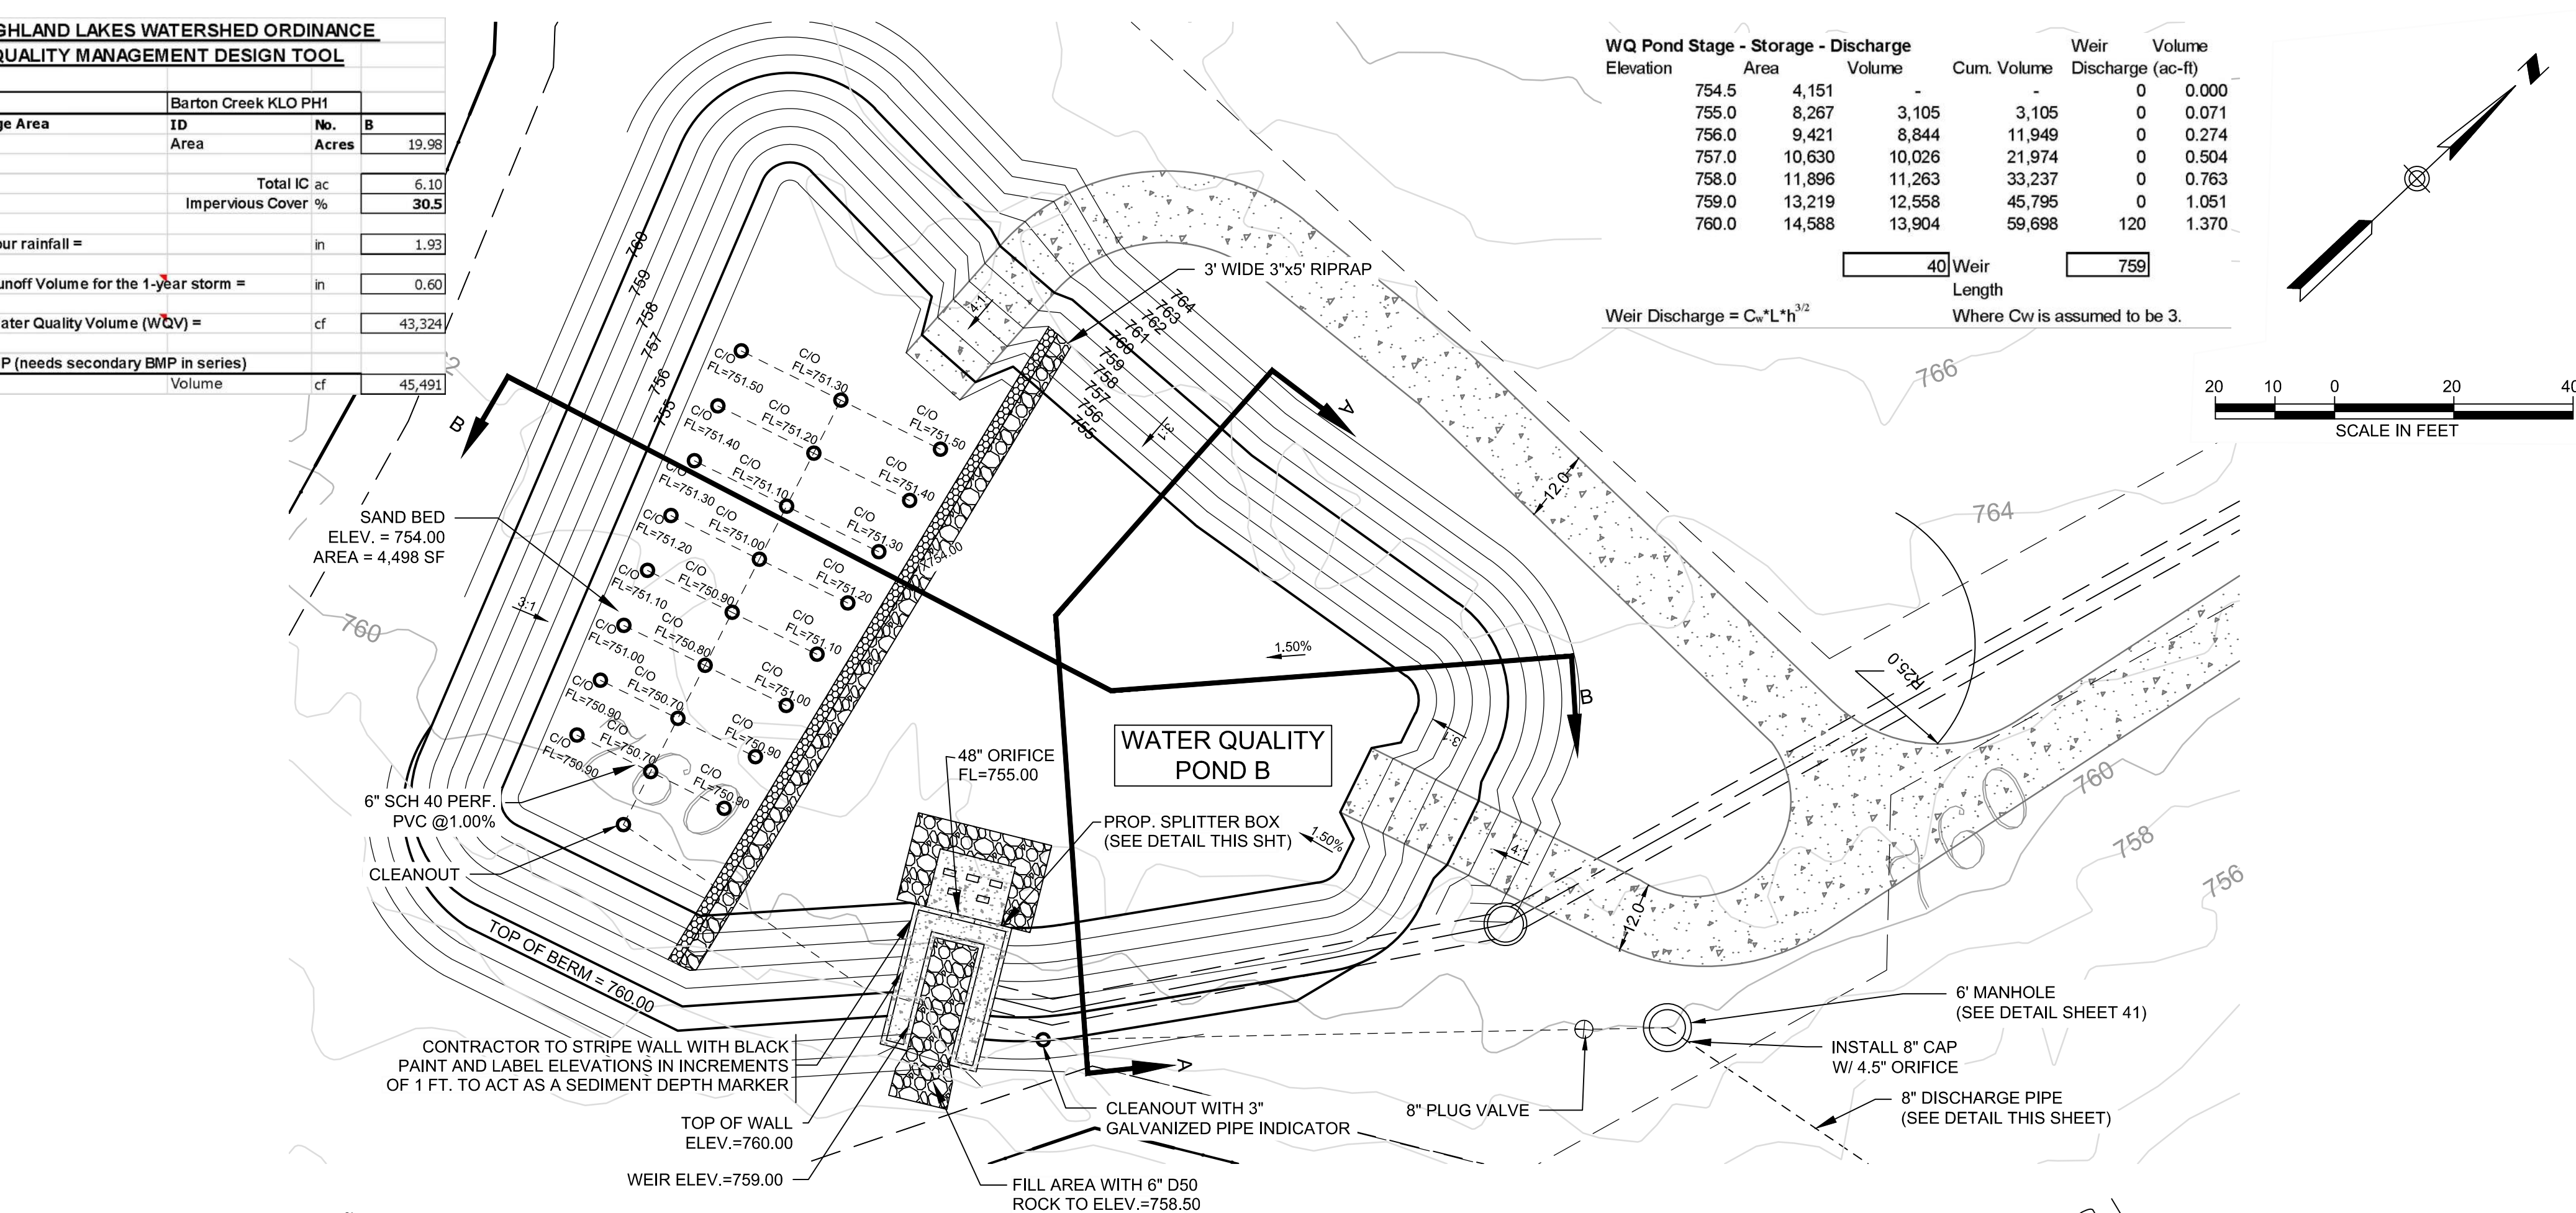 GHLAND LAKES WATERSHED ORDINANCE
QUALITY MANAGEMENT DESIGN TOOL
Barton Creek KLO PH1
ge Area ID No. B
Area Acres 19.98
Total IC ac 6.10
Impervious Cover % 30.5
our rainfall = in 1.93
unoff Volume for the 1-year storm = in 0.60
ater Quality Volume (WQV) = cf 43,324
P (needs secondary BMP in series)
Volume cf 45,491
WQ Pond Stage - Storage - Discharge Weir Volume
Elevation Area Volume Cum. Volume Discharge (ac-ft)
754.5 4,151 - - 0 0.000
755.0 8,267 3,105 3,105 0 0.071
756.0 9,421 8,844 11,949 0 0.274
757.0 10,630 10,026 21,974 0 0.504
758.0 11,896 11,263 33,237 0 0.763
759.0 13,219 12,558 45,795 0 1.051
760.0 14,588 13,904 59,698 120 1.370
40 Weir 759
Length
Weir Discharge = Cw*L*h3/2 Where Cw is assumed to be 3.
20 10 0 20 40
SCALE IN FEET
3' WIDE 3"x5' RIPRAP
760
759
758
757
756
755
764
763
762
761
760
759
758
757
756
755
4:1
3:1
A
B
766
764
12.0
R25.0
C/O
FL=751.50
C/O
FL=751.30
C/O
FL=751.50
C/O
FL=751.40
C/O
FL=751.20
C/O
FL=751.40
C/O
FL=751.30
C/O
FL=751.10
C/O
FL=751.30
C/O
FL=751.20
C/O
FL=751.00
C/O
FL=751.20
C/O
FL=751.10
C/O
FL=750.90
C/O
FL=751.10
C/O
FL=751.00
C/O
FL=750.80
C/O
FL=751.00
C/O
FL=750.90
C/O
FL=750.70
C/O
FL=750.90
C/O
FL=750.90
C/O
FL=750.70
C/O
FL=750.90
754.00
SAND BED
ELEV. = 754.00
AREA = 4,498 SF
3:1
760
1.50%
B
3:1
WATER QUALITY
POND B
48" ORIFICE
FL=755.00
PROP. SPLITTER BOX
(SEE DETAIL THIS SHT)
1.50%
4:1
12.0
760
758
756
6" SCH 40 PERF.
PVC @1.00%
CLEANOUT
TOP OF BERM = 760.00
CONTRACTOR TO STRIPE WALL WITH BLACK
PAINT AND LABEL ELEVATIONS IN INCREMENTS
OF 1 FT. TO ACT AS A SEDIMENT DEPTH MARKER
TOP OF WALL
ELEV.=760.00
WEIR ELEV.=759.00
A
CLEANOUT WITH 3"
GALVANIZED PIPE INDICATOR
FILL AREA WITH 6" D50
ROCK TO ELEV.=758.50
8" PLUG VALVE
6' MANHOLE
(SEE DETAIL SHEET 41)
INSTALL 8" CAP
W/ 4.5" ORIFICE
8" DISCHARGE PIPE
(SEE DETAIL THIS SHEET)